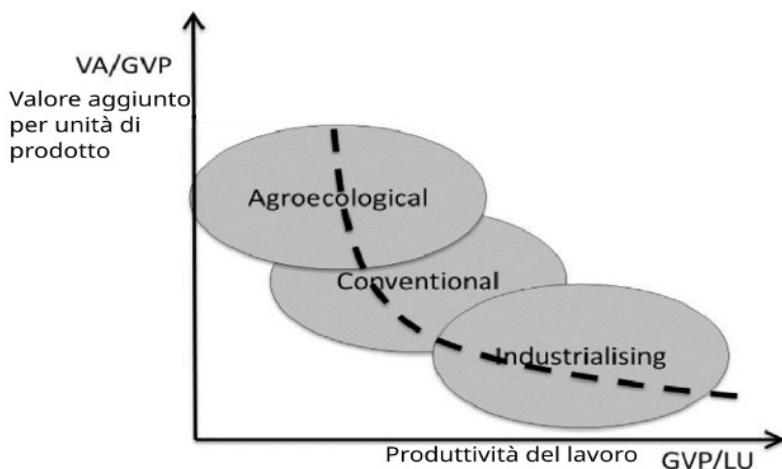 VA/GVP
Valore aggiunto
per unità di
prodotto
Agroecological
Conventional
Industrialising
Produttività del lavoro
GVP/LU